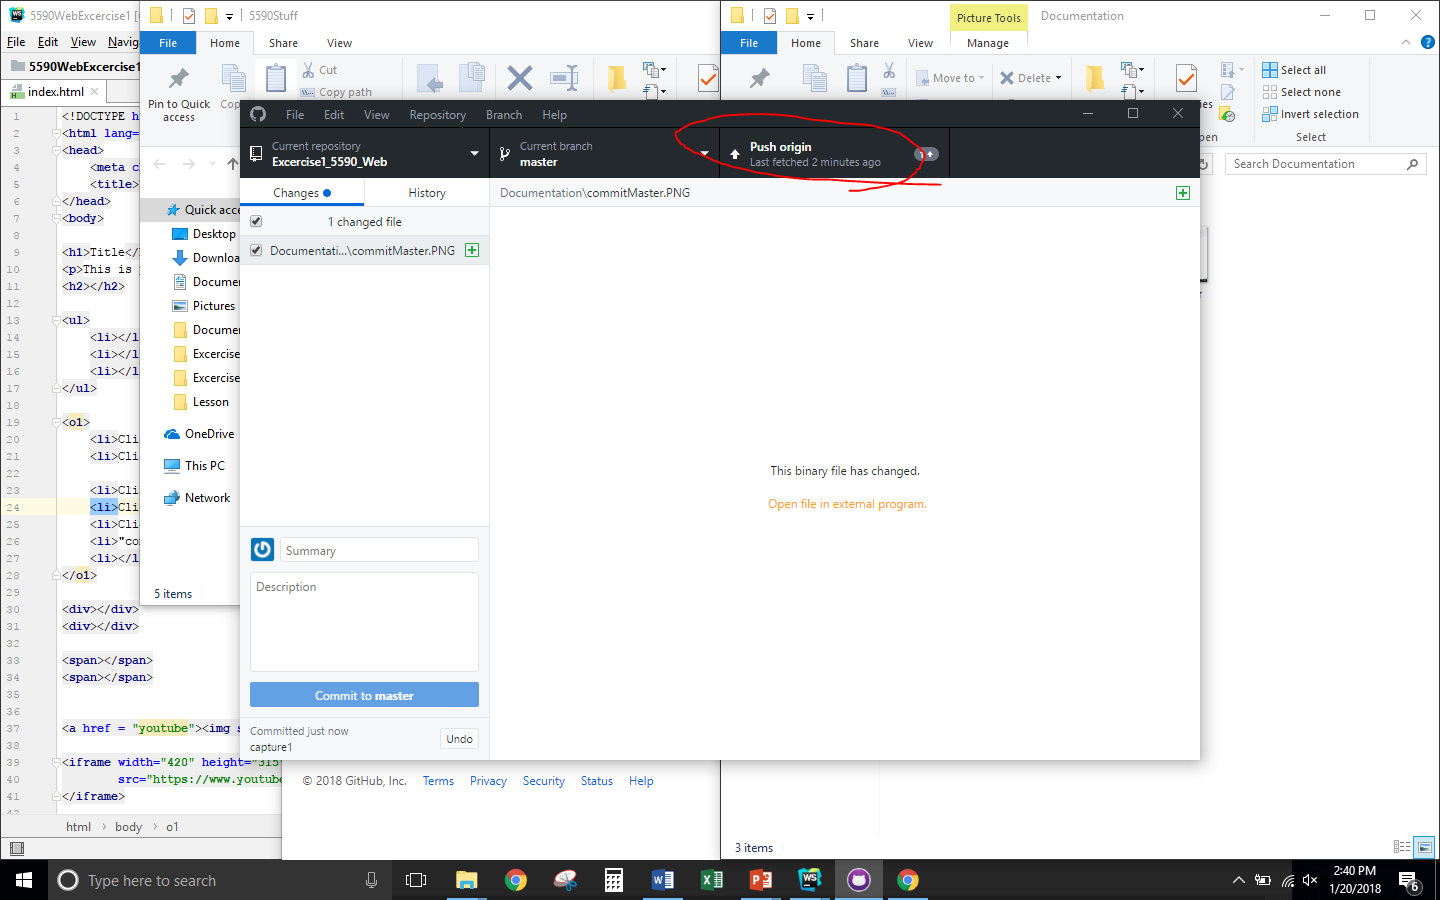 5590WebExcercise1
File Edit View Navig
5590WebExcercise1
index.html
1 <!DOCTYPE h
2 <html lang=
3 <head>
4 <meta c
5 <title>
6 </head>
7 <body>
8
9 <h1>Title</
10 <p>This is
11 <h2></h2>
12
13 <ul>
14 <li></l
15 <li></l
16 <li></l
17 </ul>
18
19 <o1>
20 <li>Cli
21 <li>Cli
22
23 <li>Cli
24 <li>Cli
25 <li>Cli
26 <li>"co
27 <li></l
28 </o1>
29
30 <div></div>
31 <div></div>
32
33 <span></span>
34 <span></span>
35
36
37 <a href = "youtube"><img s
38
39 <iframe width="420" height="315"
40 src="https://www.youtube
41 </iframe>
42
html body o1
5590Stuff
File Home Share View
Pin to Quick access
Cop
Cut
Copy path
Quick acce
Desktop
Downloa
Documen
Pictures
Documen
Excercise
Excercise
Lesson
OneDrive
This PC
Network
5 items
Picture Tools Documentation
File Home Share View Manage
Move to
Delete
Select all
Select none
Invert selection
Select
Search Documentation
3 items
File Edit View Repository Branch Help
Current repository
Excercise1_5590_Web
Current branch
master
Push origin
Last fetched 2 minutes ago
1
Changes History
Documentation\commitMaster.PNG
1 changed file
Documentati...\commitMaster.PNG
This binary file has changed.
Open file in external program.
Summary
Description
Commit to master
Committed just now
capture1
Undo
© 2018 GitHub, Inc. Terms Privacy Security Status Help
Type here to search
2:40 PM
1/20/2018
6